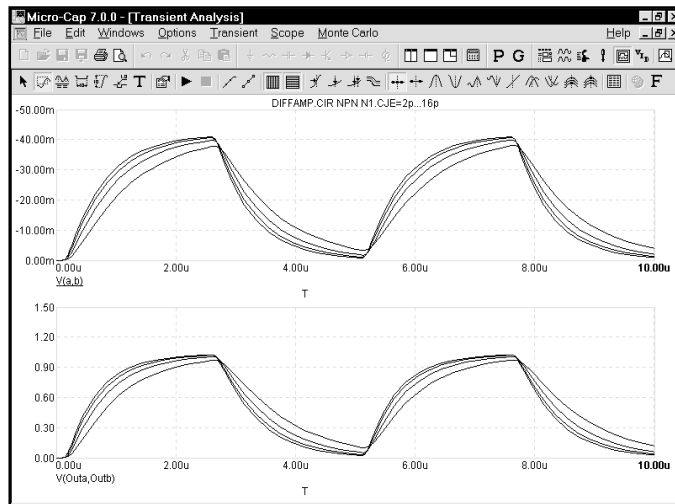 Micro-Cap 7.0.0 - [Transient Analysis]
File Edit Windows Options Transient Scope Monte Carlo Help
P G
T F
DIFFAMP.CIR NPN N1.CJE=2p...16p
-50.00m
-40.00m
-30.00m
-20.00m
-10.00m
0.00m
0.00u 2.00u 4.00u 6.00u 8.00u 10.00u
V(a,b)
T
1.50
1.20
0.90
0.60
0.30
0.00
0.00u 2.00u 4.00u 6.00u 8.00u 10.00u
V(Outa,Outb)
T